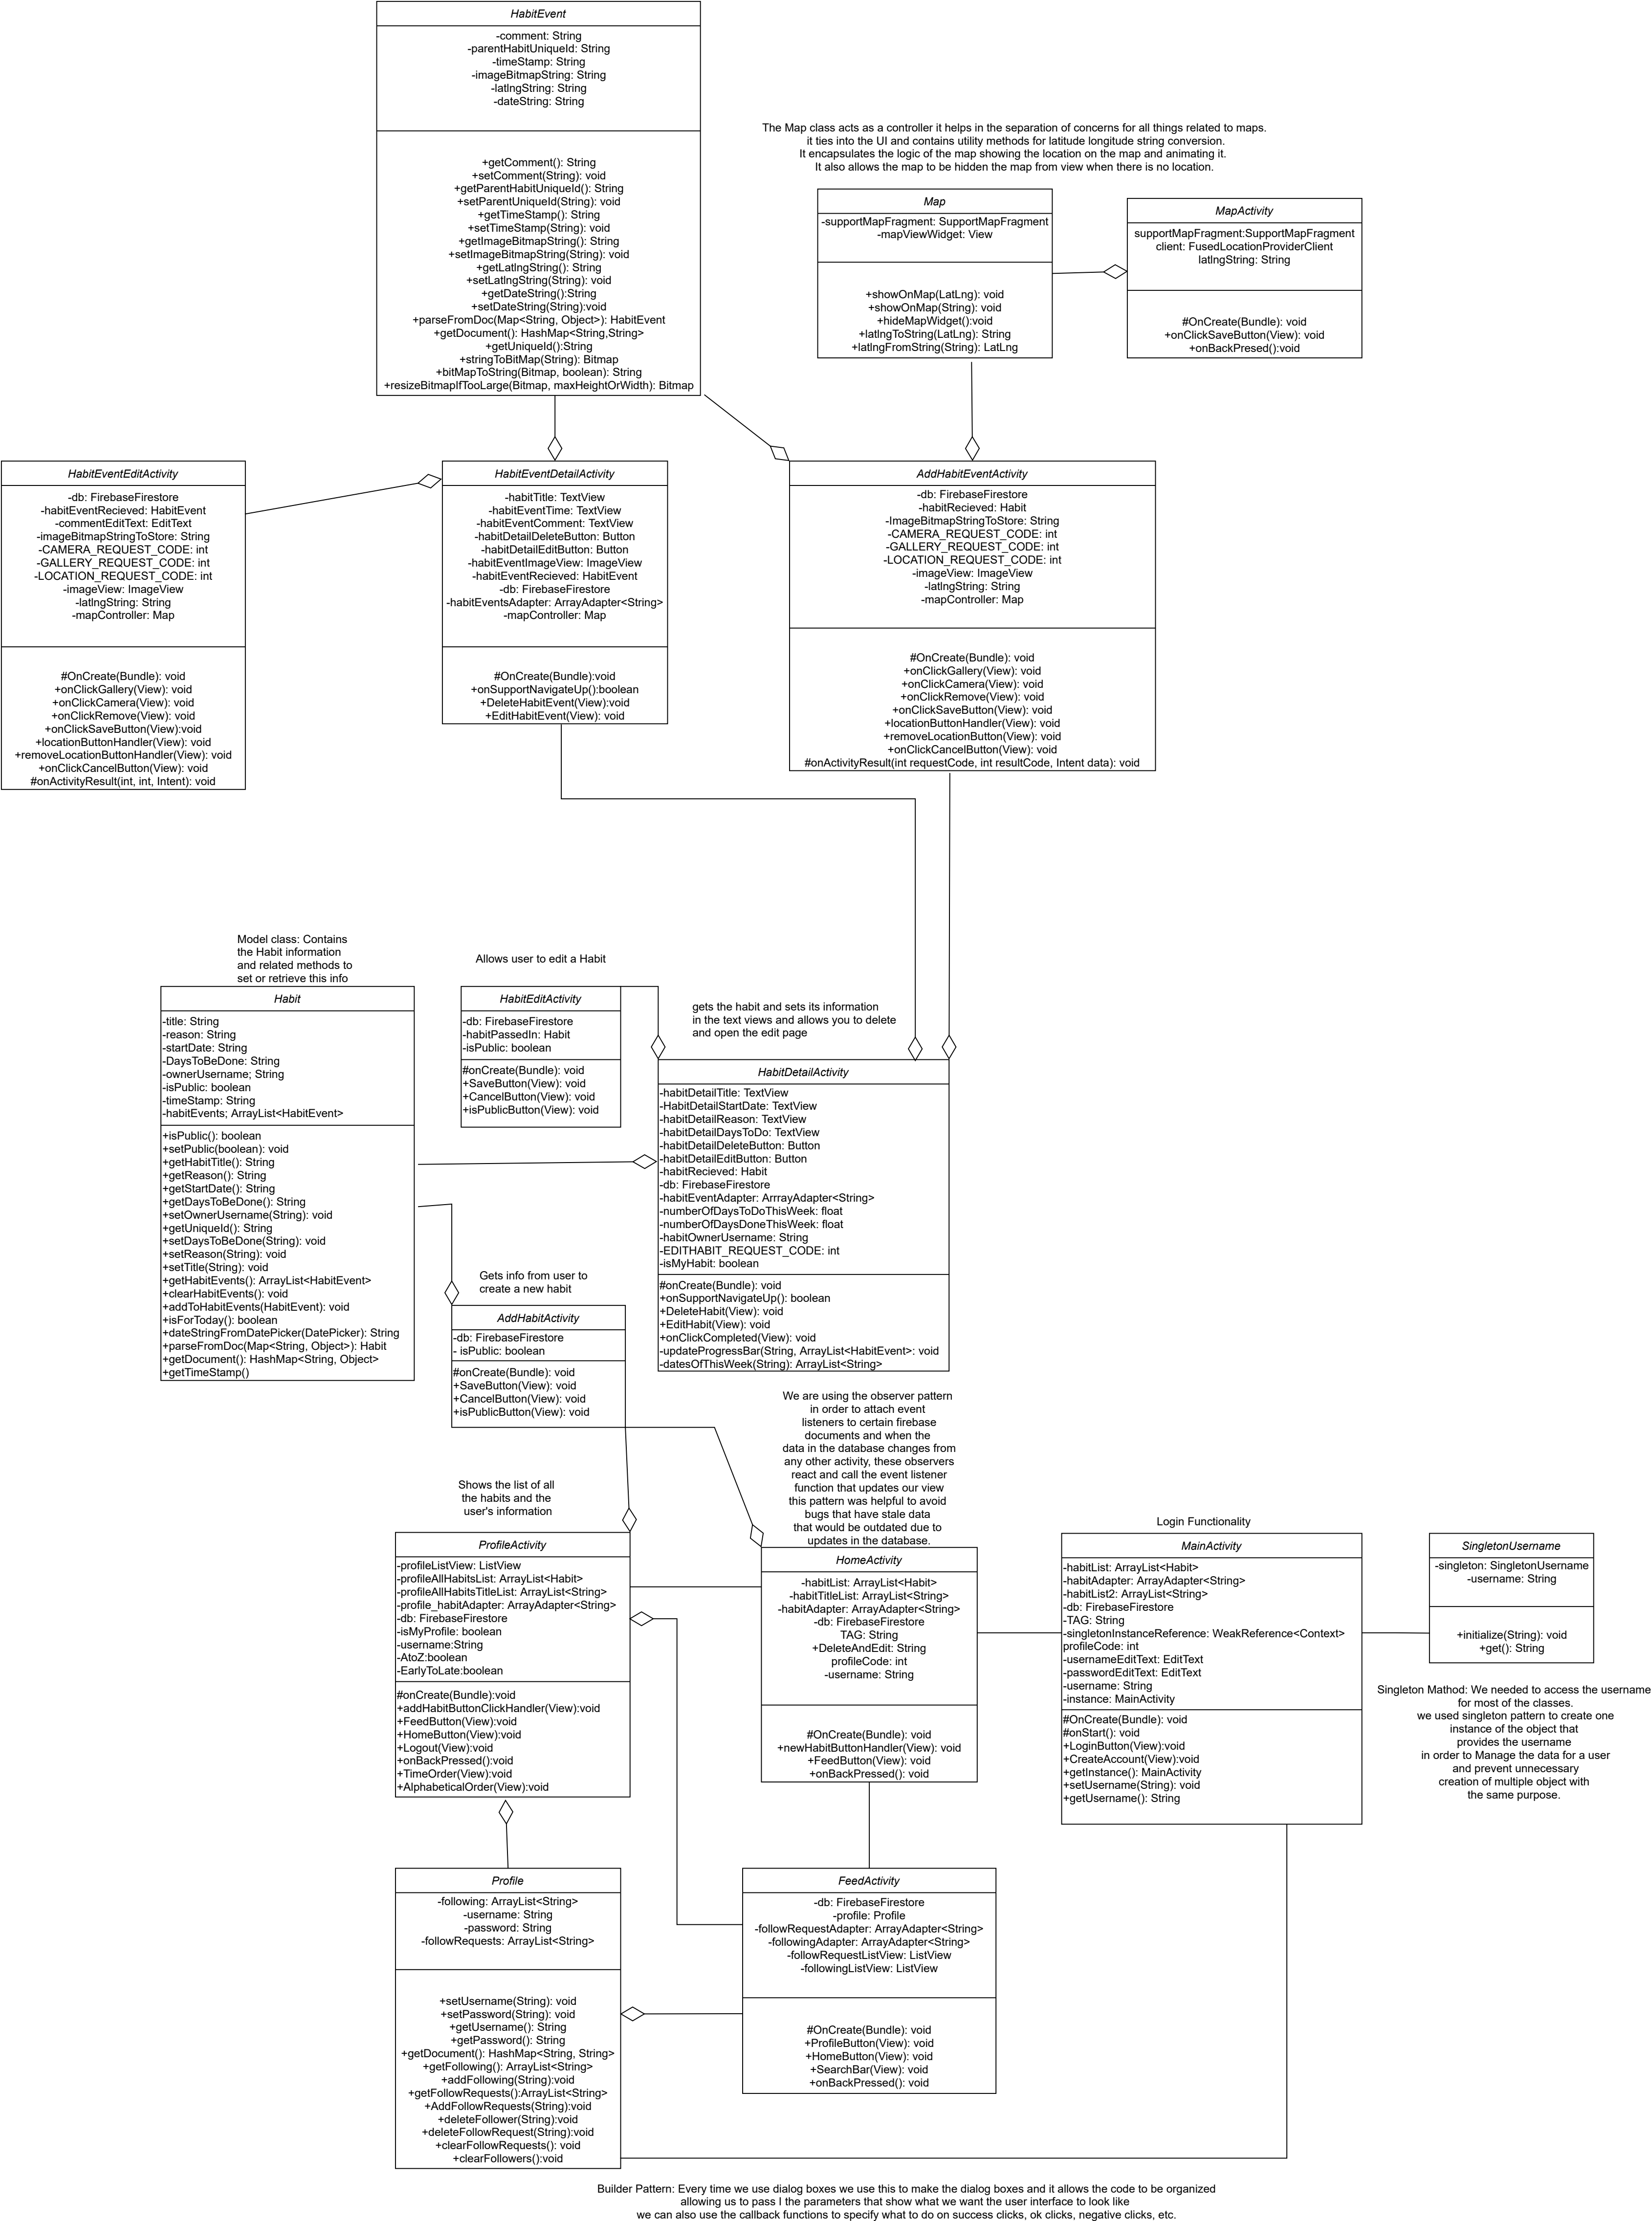 HabitEvent
-comment: String
-parentHabitUniqueId: String
-timeStamp: String
-imageBitmapString: String
-latlngString: String
-dateString: String
+getComment(): String
+setComment(String): void
+getParentHabitUniqueId(): String
+setParentUniqueId(String): void
+getTimeStamp(): String
+setTimeStamp(String): void
+getImageBitmapString(): String
+setImageBitmapString(String): void
+getLatlngString(): String
+setLatlngString(String): void
+getDateString():String
+setDateString(String):void
+parseFromDoc(Map<String, Object>): HabitEvent
+getDocument(): HashMap<String,String>
+getUniqueId():String
+stringToBitMap(String): Bitmap
+bitMapToString(Bitmap, boolean): String
+resizeBitmapIfTooLarge(Bitmap, maxHeightOrWidth): Bitmap
The Map class acts as a controller it helps in the separation of concerns for all things related to maps.
it ties into the UI and contains utility methods for latitude longitude string conversion.
It encapsulates the logic of the map showing the location on the map and animating it.
It also allows the map to be hidden the map from view when there is no location.
Map
-supportMapFragment: SupportMapFragment
-mapViewWidget: View
+showOnMap(LatLng): void
+showOnMap(String): void
+hideMapWidget():void
+latlngToString(LatLng): String
+latlngFromString(String): LatLng
MapActivity
supportMapFragment:SupportMapFragment
client: FusedLocationProviderClient
latlngString: String
#OnCreate(Bundle): void
+onClickSaveButton(View): void
+onBackPresed():void
HabitEventEditActivity
-db: FirebaseFirestore
-habitEventRecieved: HabitEvent
-commentEditText: EditText
-imageBitmapStringToStore: String
-CAMERA_REQUEST_CODE: int
-GALLERY_REQUEST_CODE: int
-LOCATION_REQUEST_CODE: int
-imageView: ImageView
-latlngString: String
-mapController: Map
#OnCreate(Bundle): void
+onClickGallery(View): void
+onClickCamera(View): void
+onClickRemove(View): void
+onClickSaveButton(View):void
+locationButtonHandler(View): void
+removeLocationButtonHandler(View): void
+onClickCancelButton(View): void
#onActivityResult(int, int, Intent): void
HabitEventDetailActivity
-habitTitle: TextView
-habitEventTime: TextView
-habitEventComment: TextView
-habitDetailDeleteButton: Button
-habitDetailEditButton: Button
-habitEventImageView: ImageView
-habitEventRecieved: HabitEvent
-db: FirebaseFirestore
-habitEventsAdapter: ArrayAdapter<String>
-mapController: Map
#OnCreate(Bundle):void
+onSupportNavigateUp():boolean
+DeleteHabitEvent(View):void
+EditHabitEvent(View): void
AddHabitEventActivity
-db: FirebaseFirestore
-habitRecieved: Habit
-ImageBitmapStringToStore: String
-CAMERA_REQUEST_CODE: int
-GALLERY_REQUEST_CODE: int
-LOCATION_REQUEST_CODE: int
-imageView: ImageView
-latlngString: String
-mapController: Map
#OnCreate(Bundle): void
+onClickGallery(View): void
+onClickCamera(View): void
+onClickRemove(View): void
+onClickSaveButton(View): void
+locationButtonHandler(View): void
+removeLocationButton(View): void
+onClickCancelButton(View): void
#onActivityResult(int requestCode, int resultCode, Intent data): void
Model class: Contains
the Habit information
and related methods to
set or retrieve this info
Habit
-title: String
-reason: String
-startDate: String
-DaysToBeDone: String
-ownerUsername; String
-isPublic: boolean
-timeStamp: String
-habitEvents; ArrayList<HabitEvent>
+isPublic(): boolean
+setPublic(boolean): void
+getHabitTitle(): String
+getReason(): String
+getStartDate(): String
+getDaysToBeDone(): String
+setOwnerUsername(String): void
+getUniqueId(): String
+setDaysToBeDone(String): void
+setReason(String): void
+setTitle(String): void
+getHabitEvents(): ArrayList<HabitEvent>
+clearHabitEvents(): void
+addToHabitEvents(HabitEvent): void
+isForToday(): boolean
+dateStringFromDatePicker(DatePicker): String
+parseFromDoc(Map<String, Object>): Habit
+getDocument(): HashMap<String, Object>
+getTimeStamp()
Allows user to edit a Habit
HabitEditActivity
-db: FirebaseFirestore
-habitPassedIn: Habit
-isPublic: boolean
#onCreate(Bundle): void
+SaveButton(View): void
+CancelButton(View): void
+isPublicButton(View): void
gets the habit and sets its information
in the text views and allows you to delete
and open the edit page
HabitDetailActivity
-habitDetailTitle: TextView
-HabitDetailStartDate: TextView
-habitDetailReason: TextView
-habitDetailDaysToDo: TextView
-habitDetailDeleteButton: Button
-habitDetailEditButton: Button
-habitRecieved: Habit
-db: FirebaseFirestore
-habitEventAdapter: ArrrayAdapter<String>
-numberOfDaysToDoThisWeek: float
-numberOfDaysDoneThisWeek: float
-habitOwnerUsername: String
-EDITHABIT_REQUEST_CODE: int
-isMyHabit: boolean
#onCreate(Bundle): void
+onSupportNavigateUp(): boolean
+DeleteHabit(View): void
+EditHabit(View): void
+onClickCompleted(View): void
-updateProgressBar(String, ArrayList<HabitEvent>: void
-datesOfThisWeek(String): ArrayList<String>
Gets info from user to
create a new habit
AddHabitActivity
-db: FirebaseFirestore
- isPublic: boolean
#onCreate(Bundle): void
+SaveButton(View): void
+CancelButton(View): void
+isPublicButton(View): void
We are using the observer pattern
in order to attach event
listeners to certain firebase
documents and when the
data in the database changes from
any other activity, these observers
react and call the event listener
function that updates our view
this pattern was helpful to avoid
bugs that have stale data
that would be outdated due to
updates in the database.
Shows the list of all
the habits and the
user's information
ProfileActivity
-profileListView: ListView
-profileAllHabitsList: ArrayList<Habit>
-profileAllHabitsTitleList: ArrayList<String>
-profile_habitAdapter: ArrayAdapter<String>
-db: FirebaseFirestore
-isMyProfile: boolean
-username:String
-AtoZ:boolean
-EarlyToLate:boolean
#onCreate(Bundle):void
+addHabitButtonClickHandler(View):void
+FeedButton(View):void
+HomeButton(View):void
+Logout(View):void
+onBackPressed():void
+TimeOrder(View):void
+AlphabeticalOrder(View):void
HomeActivity
-habitList: ArrayList<Habit>
-habitTitleList: ArrayList<String>
-habitAdapter: ArrayAdapter<String>
-db: FirebaseFirestore
TAG: String
+DeleteAndEdit: String
profileCode: int
-username: String
#OnCreate(Bundle): void
+newHabitButtonHandler(View): void
+FeedButton(View): void
+onBackPressed(): void
Login Functionality
MainActivity
-habitList: ArrayList<Habit>
-habitAdapter: ArrayAdapter<String>
-habitList2: ArrayList<String>
-db: FirebaseFirestore
-TAG: String
-singletonInstanceReference: WeakReference<Context>
profileCode: int
-usernameEditText: EditText
-passwordEditText: EditText
-username: String
-instance: MainActivity
#OnCreate(Bundle): void
#onStart(): void
+LoginButton(View): void
+CreateAccount(View):void
+getInstance(): MainActivity
+setUsername(String): void
+getUsername(): String
SingletonUsername
-singleton: SingletonUsername
-username: String
+initialize(String): void
+get(): String
Singleton Mathod: We needed to access the username
for most of the classes.
we used singleton pattern to create one
instance of the object that
provides the username
in order to Manage the data for a user
and prevent unnecessary
creation of multiple object with
the same purpose.
Profile
-following: ArrayList<String>
-username: String
-password: String
-followRequests: ArrayList<String>
+setUsername(String): void
+setPassword(String): void
+getUsername(): String
+getPassword(): String
+getDocument(): HashMap<String, String>
+getFollowing(): ArrayList<String>
+addFollowing(String):void
+getFollowRequests():ArrayList<String>
+AddFollowRequests(String):void
+deleteFollower(String):void
+deleteFollowRequest(String):void
+clearFollowRequests(): void
+clearFollowers():void
FeedActivity
-db: FirebaseFirestore
-profile: Profile
-followRequestAdapter: ArrayAdapter<String>
-followingAdapter: ArrayAdapter<String>
-followRequestListView: ListView
-followingListView: ListView
#OnCreate(Bundle): void
+ProfileButton(View): void
+HomeButton(View): void
+SearchBar(View): void
+onBackPressed(): void
Builder Pattern: Every time we use dialog boxes we use this to make the dialog boxes and it allows the code to be organized
allowing us to pass I the parameters that show what we want the user interface to look like
we can also use the callback functions to specify what to do on success clicks, ok clicks, negative clicks, etc.